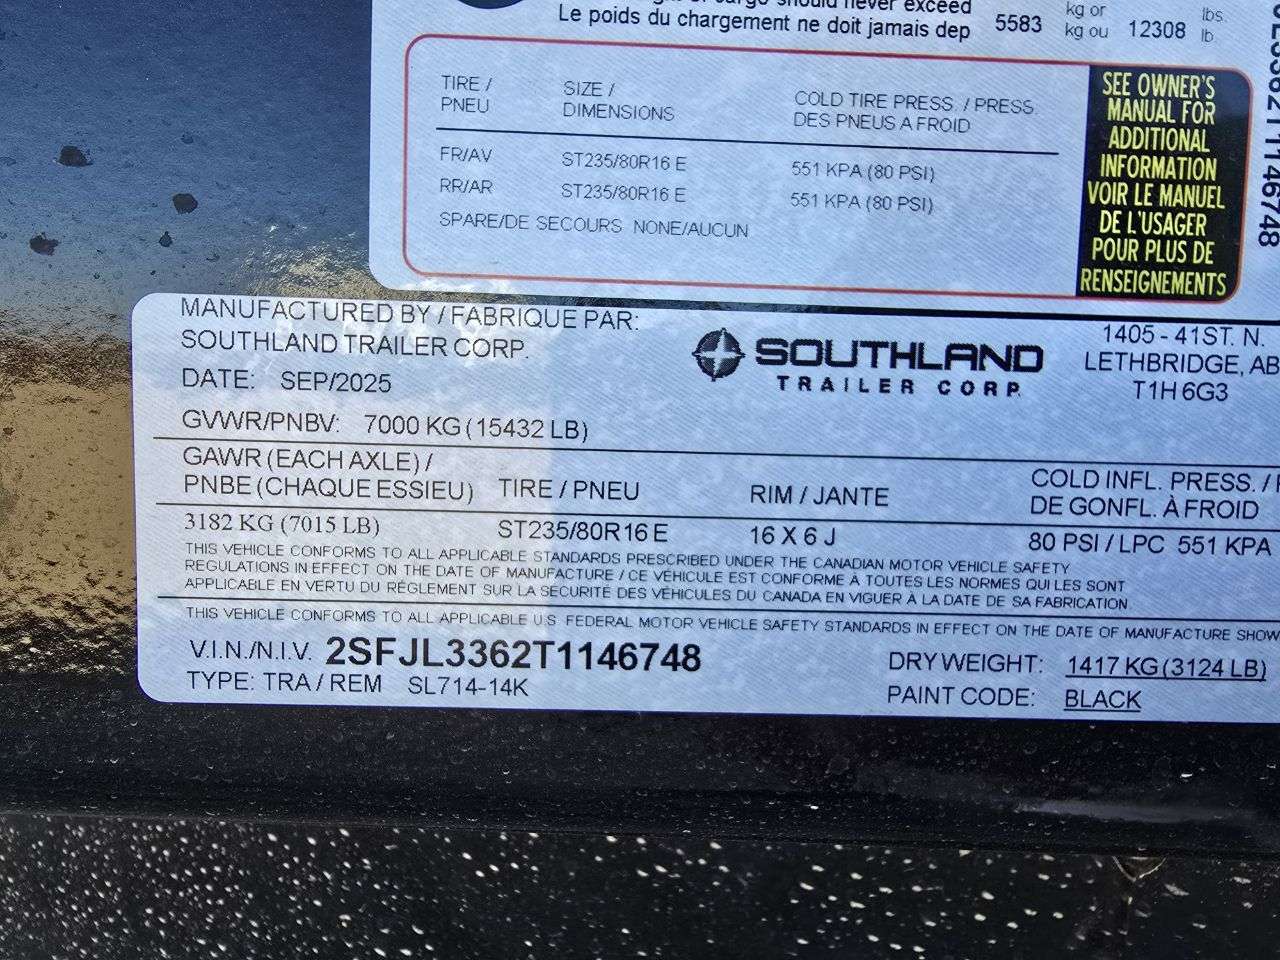 should never exceed
Le poids du chargement ne doit jamais dep 5583 kg ou 12308 lb
kg or lbs.
TIRE / PNEU SIZE / DIMENSIONS COLD TIRE PRESS. / PRESS. DES PNEUS A FROID
FR/AV ST235/80R16 E 551 KPA (80 PSI)
RR/AR ST235/80R16 E 551 KPA (80 PSI)
SPARE/DE SECOURS NONE/AUCUN
SEE OWNER'S
MANUAL FOR
ADDITIONAL
INFORMATION
VOIR LE MANUEL
DE L'USAGER
POUR PLUS DE
RENSEIGNEMENTS
MANUFACTURED BY / FABRIQUE PAR:
SOUTHLAND TRAILER CORP.
DATE: SEP/2025
SOUTHLAND
TRAILER CORP.
1405 - 41ST. N.
LETHBRIDGE, AB
T1H 6G3
GVWR/PNBV: 7000 KG (15432 LB)
GAWR (EACH AXLE) /
PNBE (CHAQUE ESSIEU) TIRE / PNEU RIM / JANTE COLD INFL. PRESS. /
DE GONFL. À FROID
3182 KG (7015 LB) ST235/80R16 E 16 X 6 J 80 PSI / LPC 551 KPA
THIS VEHICLE CONFORMS TO ALL APPLICABLE STANDARDS PRESCRIBED UNDER THE CANADIAN MOTOR VEHICLE SAFETY
REGULATIONS IN EFFECT ON THE DATE OF MANUFACTURE / CE VÉHICULE EST CONFORME À TOUTES LES NORMES QUI LES SONT
APPLICABLE EN VERTU DU RÉGLEMENT SUR LA SÉCURITÉ DES VÉHICULES DU CANADA EN VIGUER À LA DATE DE SA FABRICATION.
THIS VEHICLE CONFORMS TO ALL APPLICABLE U.S FEDERAL MOTOR VEHICLE SAFETY STANDARDS IN EFFECT ON THE DATE OF MANUFACTURE SHOW
V.I.N./N.I.V. 2SFJL3362T1146748
TYPE: TRA / REM SL714-14K
DRY WEIGHT: 1417 KG (3124 LB)
PAINT CODE: BLACK